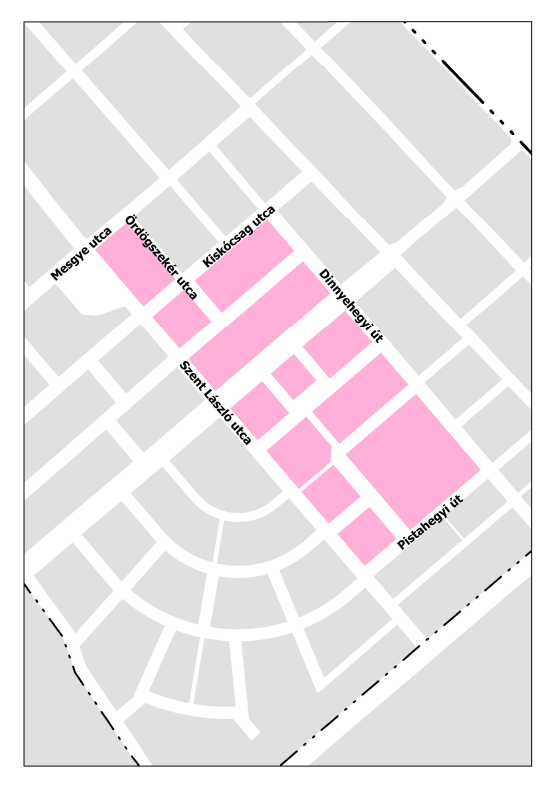 Mesgye utca
Ördögszekér utca
Kiskócsag utca
Dinnyehegyi út
Szent László utca
Pistahegyi út